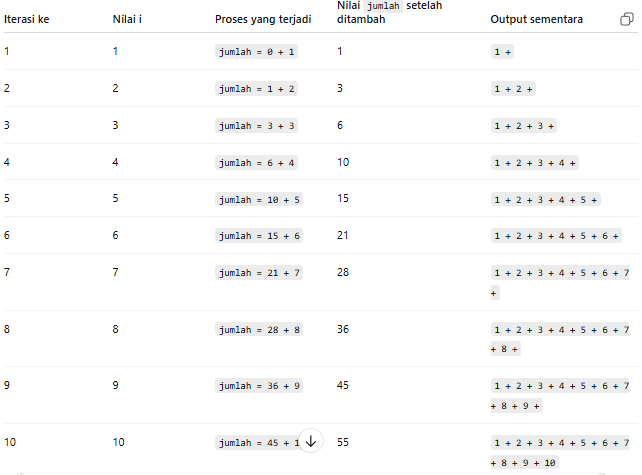 Iterasi ke Nilai i Proses yang terjadi Nilai jumlah setelah ditambah Output sementara
1 1 jumlah = 0 + 1 1 1 +
2 2 jumlah = 1 + 2 3 1 + 2 +
3 3 jumlah = 3 + 3 6 1 + 2 + 3 +
4 4 jumlah = 6 + 4 10 1 + 2 + 3 + 4 +
5 5 jumlah = 10 + 5 15 1 + 2 + 3 + 4 + 5 +
6 6 jumlah = 15 + 6 21 1 + 2 + 3 + 4 + 5 + 6 +
7 7 jumlah = 21 + 7 28 1 + 2 + 3 + 4 + 5 + 6 + 7
+
8 8 jumlah = 28 + 8 36 1 + 2 + 3 + 4 + 5 + 6 + 7
+ 8 +
9 9 jumlah = 36 + 9 45 1 + 2 + 3 + 4 + 5 + 6 + 7
+ 8 + 9 +
10 10 jumlah = 45 + 55 1 + 2 + 3 + 4 + 5 + 6 + 7
+ 8 + 9 + 10